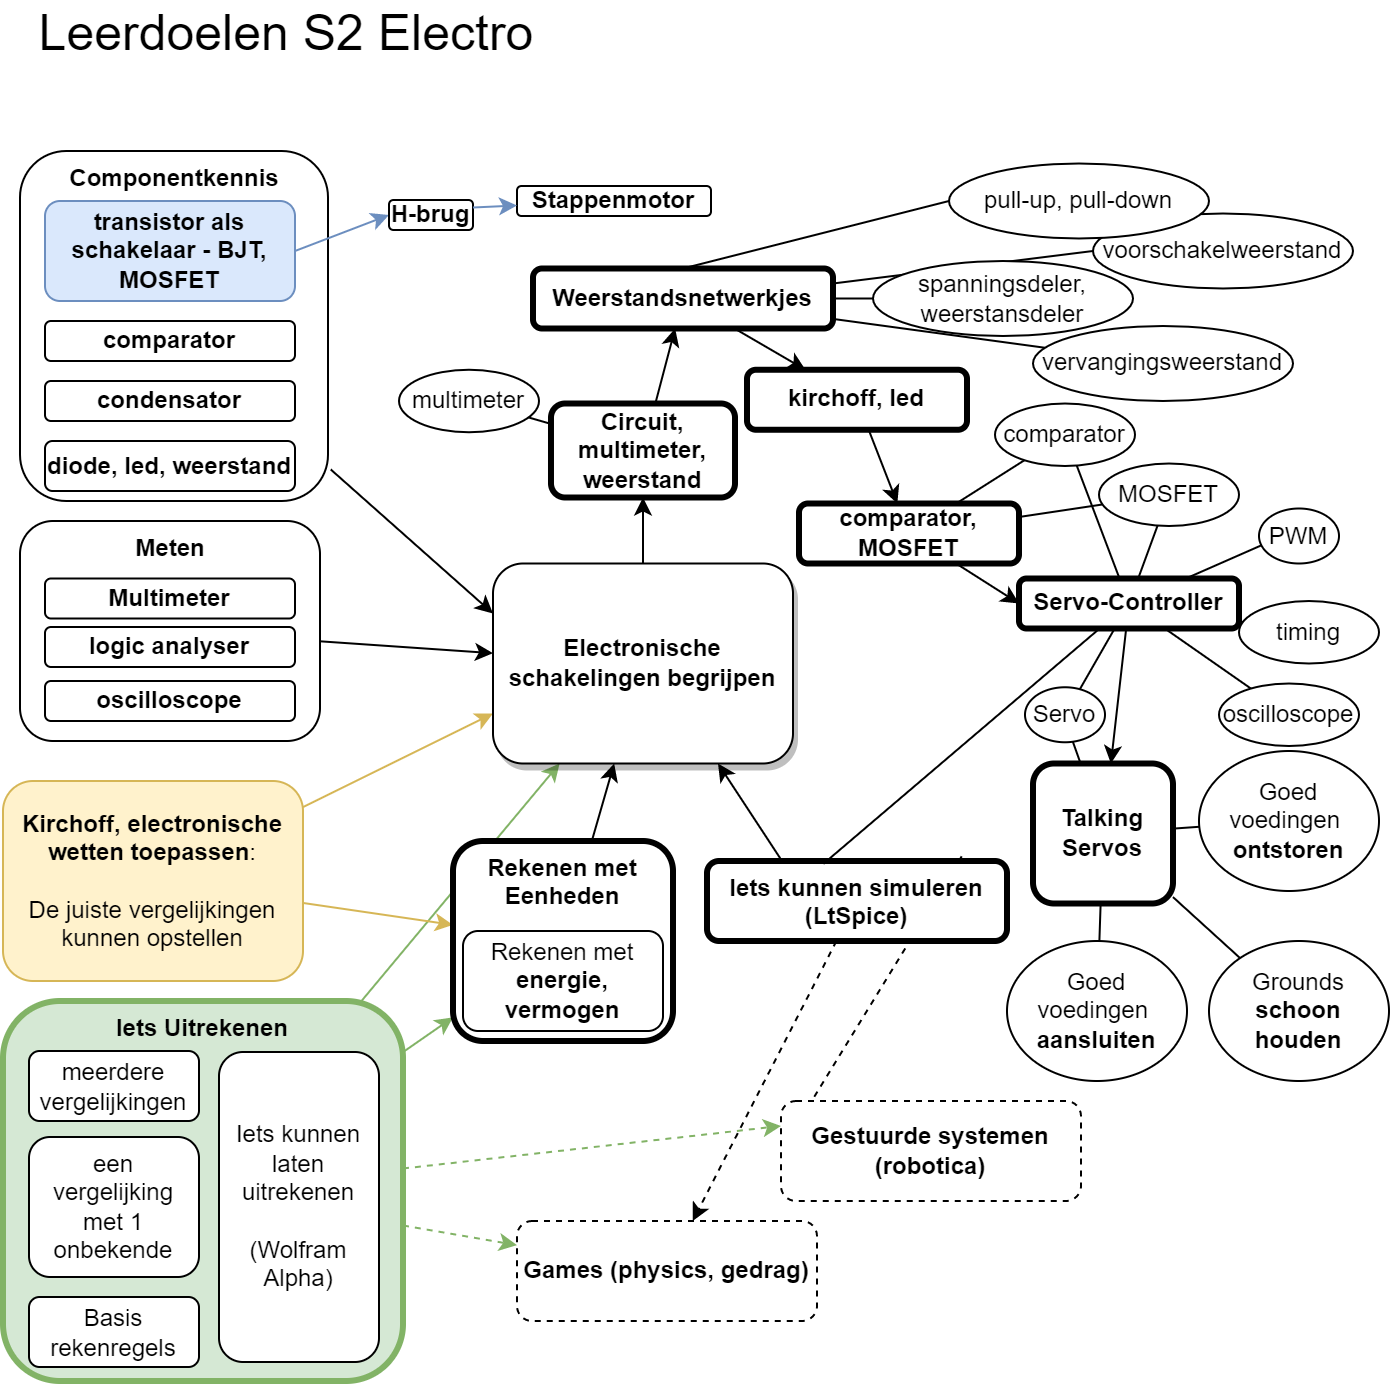 Leerdoelen S2 Electro
Componentkennis
transistor als
schakelaar - BJT,
MOSFET
comparator
condensator
diode, led, weerstand
H-brug
Stappenmotor
pull-up, pull-down
voorschakelweerstand
Weerstandsnetwerkjes
spanningsdeler,
weerstansdeler
vervangingsweerstand
multimeter
Circuit,
multimeter,
weerstand
kirchoff, led
comparator
MOSFET
comparator,
MOSFET
PWM
Servo-Controller
timing
Servo
oscilloscope
Meten
Multimeter
logic analyser
oscilloscope
Electronische
schakelingen begrijpen
Talking
Servos
Goed
voedingen
ontstoren
Goed
voedingen
aansluiten
Grounds
schoon
houden
Kirchoff, electronische
wetten toepassen:
De juiste vergelijkingen
kunnen opstellen
Rekenen met
Eenheden
Rekenen met
energie,
vermogen
Iets kunnen simuleren
(LtSpice)
Iets Uitrekenen
meerdere
vergelijkingen
een
vergelijking
met 1
onbekende
Basis
rekenregels
Iets kunnen
laten
uitrekenen
(Wolfram
Alpha)
Gestuurde systemen
(robotica)
Games (physics, gedrag)